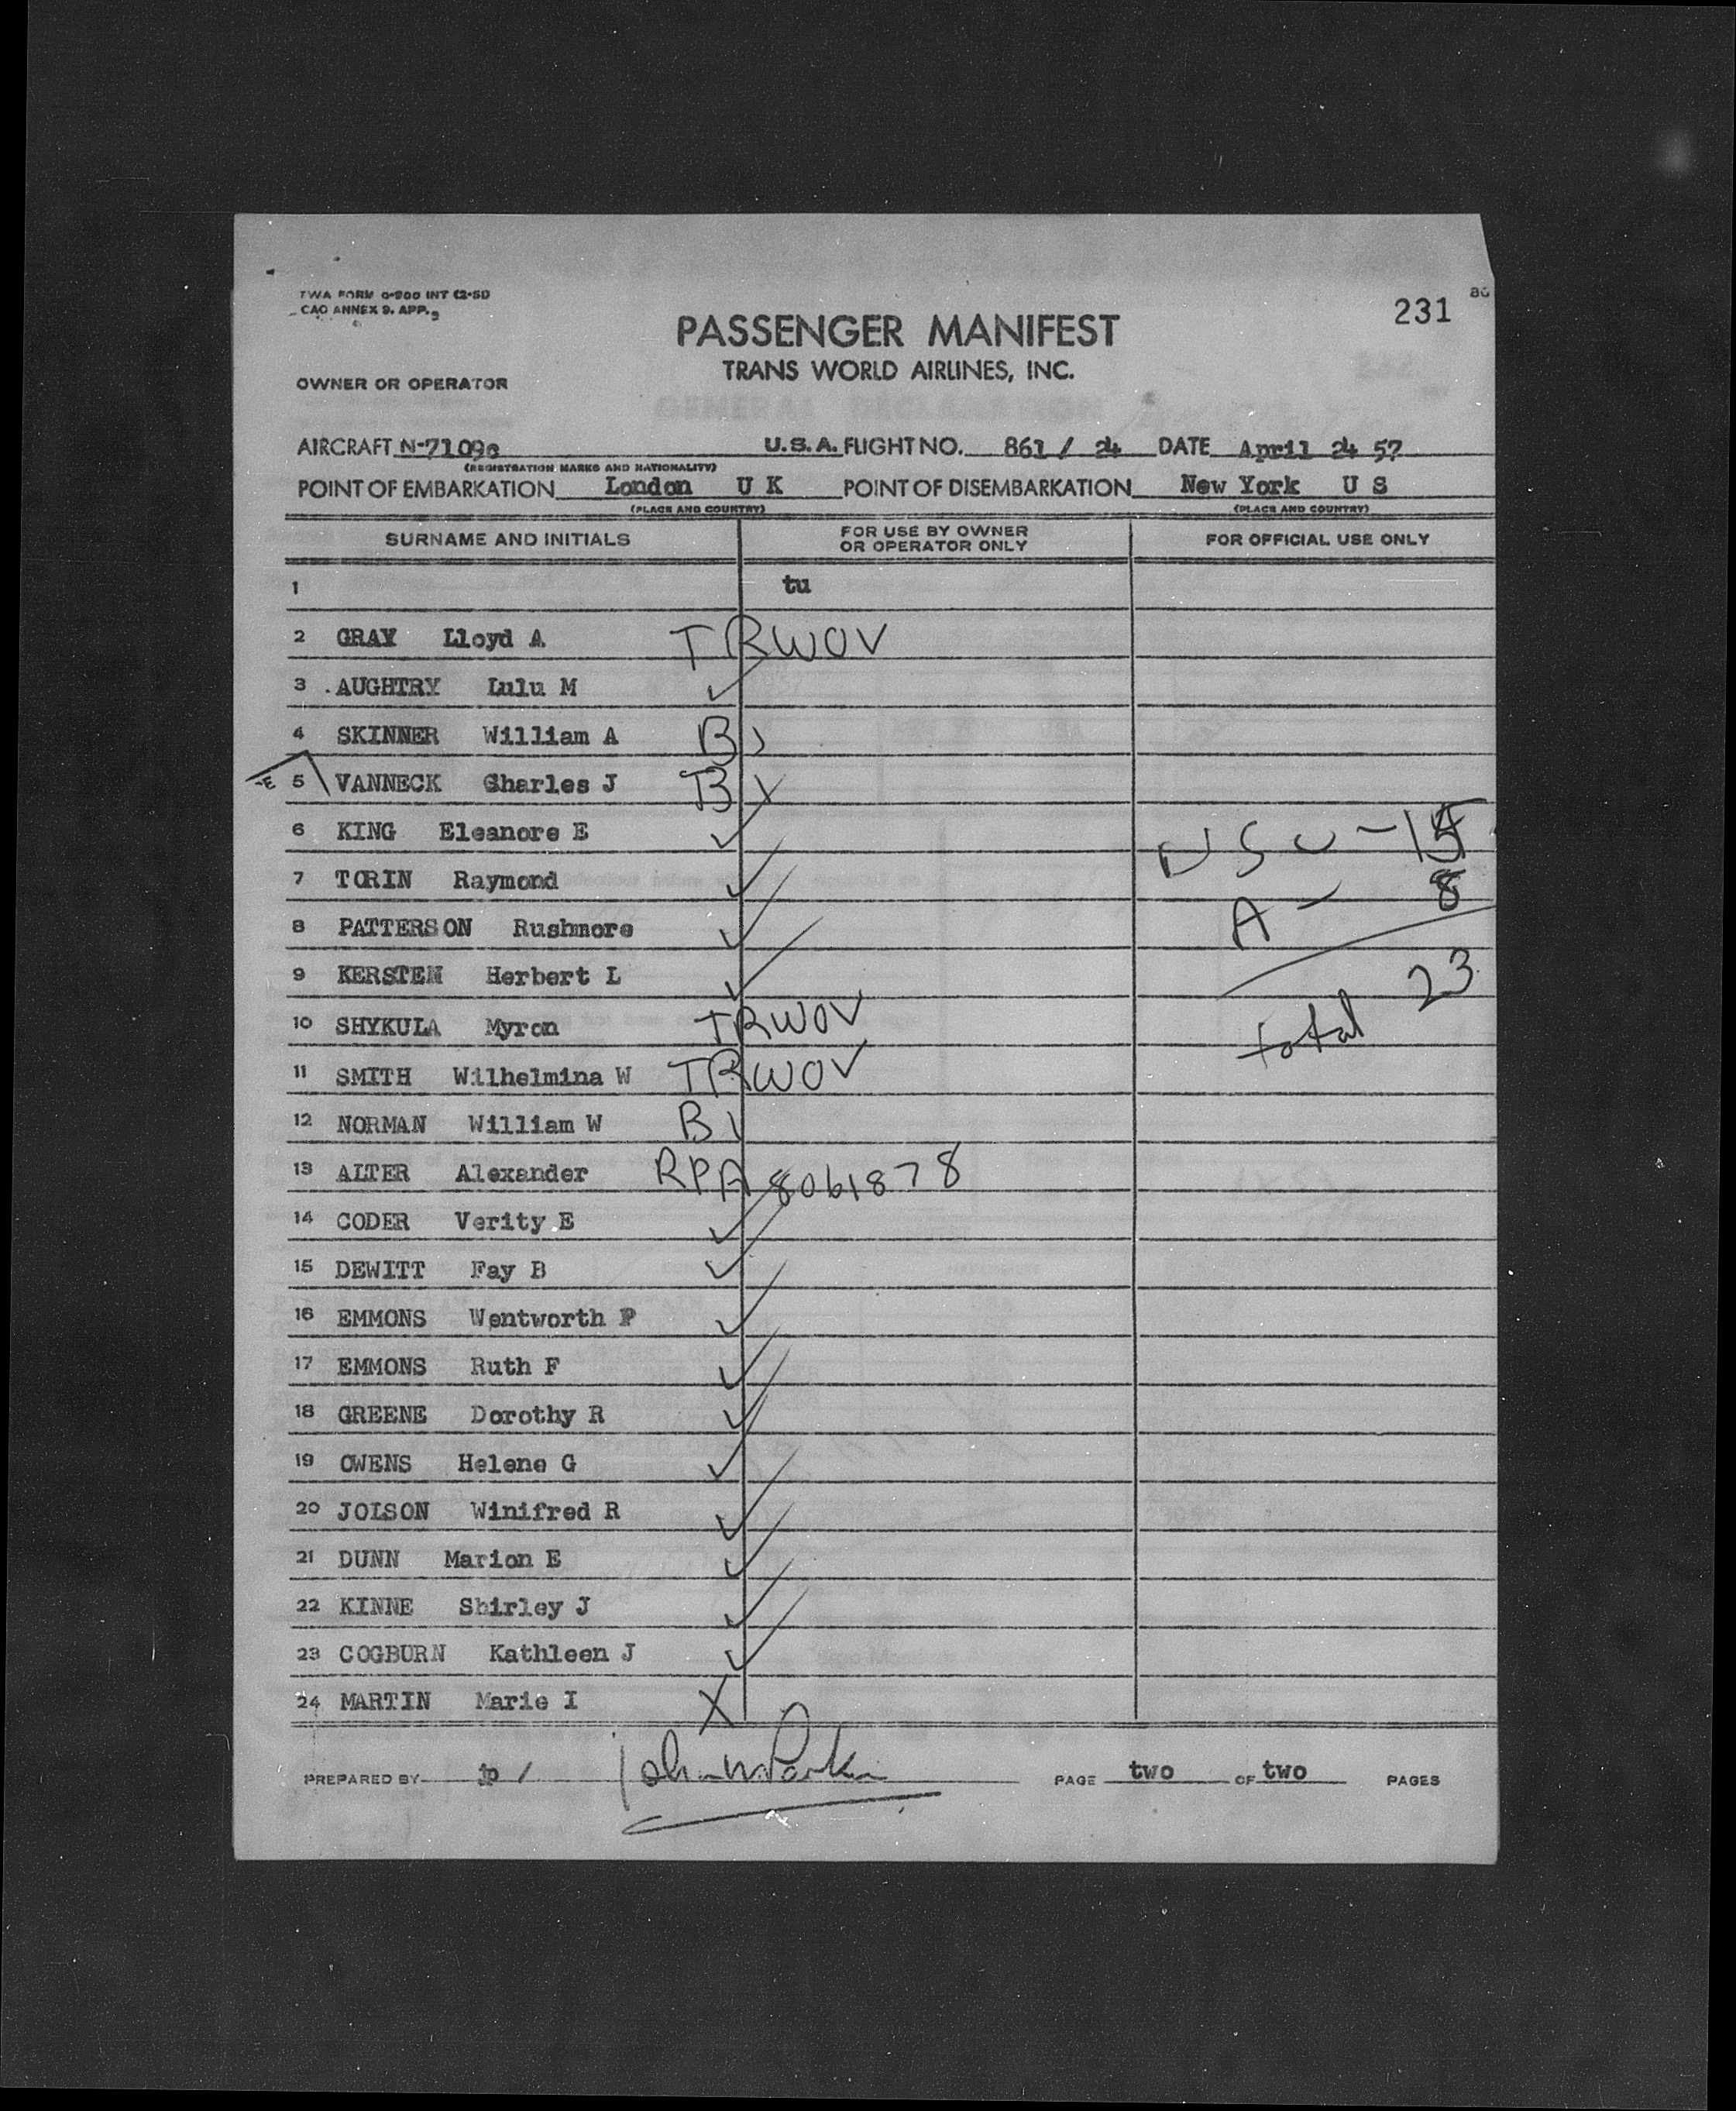 TWA FORM 0-900 INT (2-51)
CAO ANNEX 9. APP.
231
PASSENGER MANIFEST
TRANS WORLD AIRLINES, INC.
OWNER OR OPERATOR
AIRCRAFT N-7109c U.S.A. FLIGHT NO. 861 / 24 DATE April 24 57
(REGISTRATION MARKS AND NATIONALITY)
POINT OF EMBARKATION London U K POINT OF DISEMBARKATION New York U S
(PLACE AND COUNTRY) (PLACE AND COUNTRY)
SURNAME AND INITIALS FOR USE BY OWNER OR OPERATOR ONLY FOR OFFICIAL USE ONLY
1 tu
2 GRAY Lloyd A TRWOV
3 AUGHTRY Lulu M ✓
4 SKINNER William A B1
5 VANNECK Charles J B1
6 KING Eleanore E ✓
USC - 15
7 TORIN Raymond ✓
A - 8
8 PATTERSON Rushmore ✓
9 KERSTEN Herbert L ✓
total 23
10 SHYKULA Myron TRWOV
11 SMITH Wilhelmina W TRWOV
12 NORMAN William W B1
13 ALTER Alexander RPA 8061878
14 CODER Verity E ✓
15 DEWITT Fay B ✓
16 EMMONS Wentworth P ✓
17 EMMONS Ruth F ✓
18 GREENE Dorothy R ✓
19 OWENS Helene G ✓
20 JOLSON Winifred R ✓
21 DUNN Marion E ✓
22 KINNE Shirley J ✓
23 COGBURN Kathleen J ✓
24 MARTIN Marie I X
PREPARED BY jp / PAGE two OF two PAGES